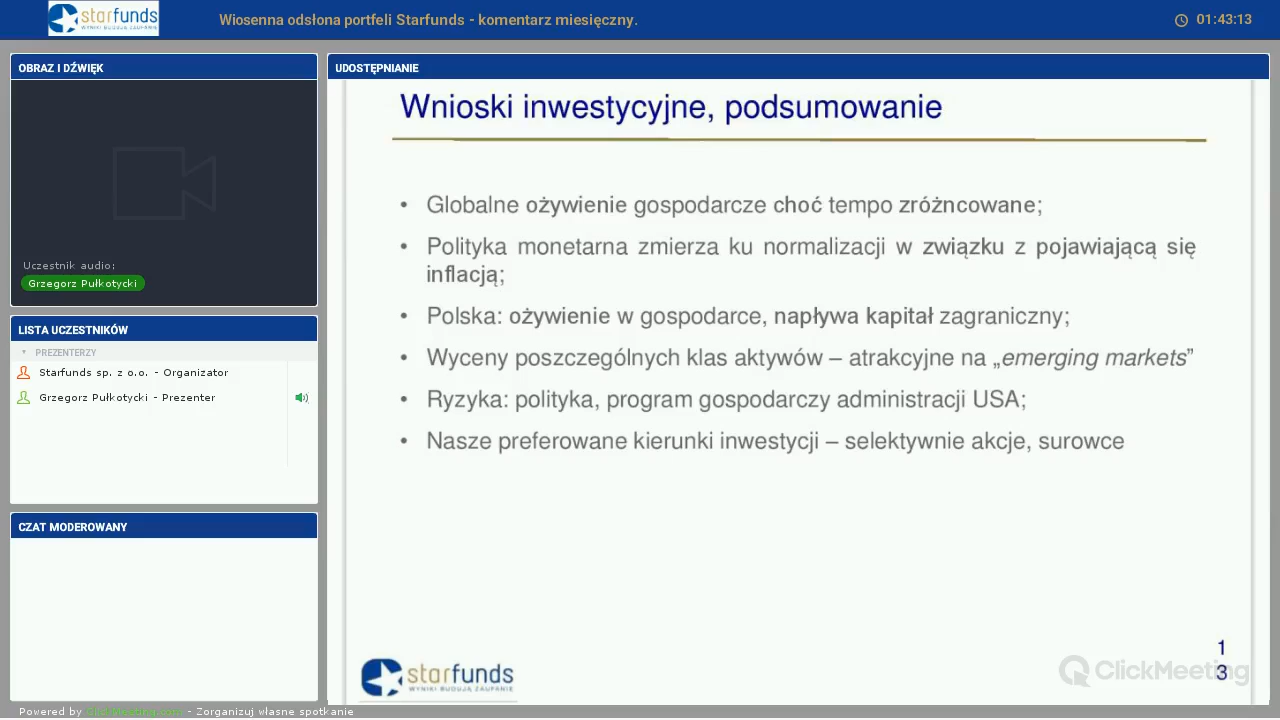 starfunds
WYNIKI BUDUJĄ ZAUFANIE
Wiosenna odsłona portfeli Starfunds - komentarz miesięczny.
01:43:13
OBRAZ I DŹWIĘK
Uczestnik audio:
Grzegorz Pułkotycki
LISTA UCZESTNIKÓW
PREZENTERZY
Starfunds sp. z o.o. - Organizator
Grzegorz Pułkotycki - Prezenter
CZAT MODEROWANY
UDOSTĘPNIANIE
Wnioski inwestycyjne, podsumowanie
• Globalne ożywienie gospodarcze choć tempo zróżncowane;
• Polityka monetarna zmierza ku normalizacji w związku z pojawiającą się
inflacją;
• Polska: ożywienie w gospodarce, napływa kapitał zagraniczny;
• Wyceny poszczególnych klas aktywów – atrakcyjne na „emerging markets”
• Ryzyka: polityka, program gospodarczy administracji USA;
• Nasze preferowane kierunki inwestycji – selektywnie akcje, surowce
starfunds
WYNIKI BUDUJĄ ZAUFANIE
1
3
ClickMeeting
Powered by ClickMeeting.com - Zorganizuj własne spotkanie